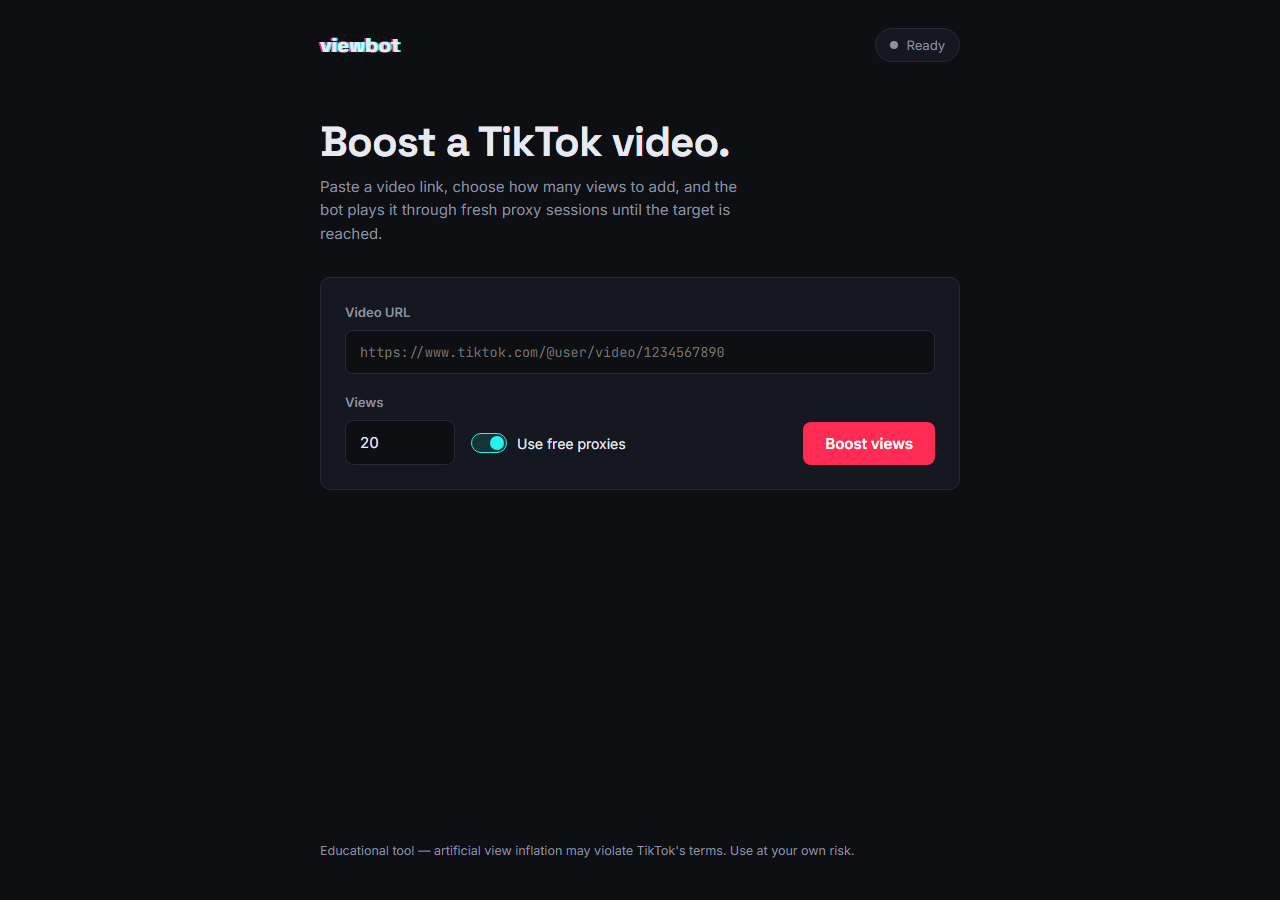 viewbot
Ready
Boost a TikTok video.
Paste a video link, choose how many views to add, and the
bot plays it through fresh proxy sessions until the target is
reached.
Video URL
https://www.tiktok.com/@user/video/1234567890
Views
20
Use free proxies
Boost views
Educational tool — artificial view inflation may violate TikTok's terms. Use at your own risk.